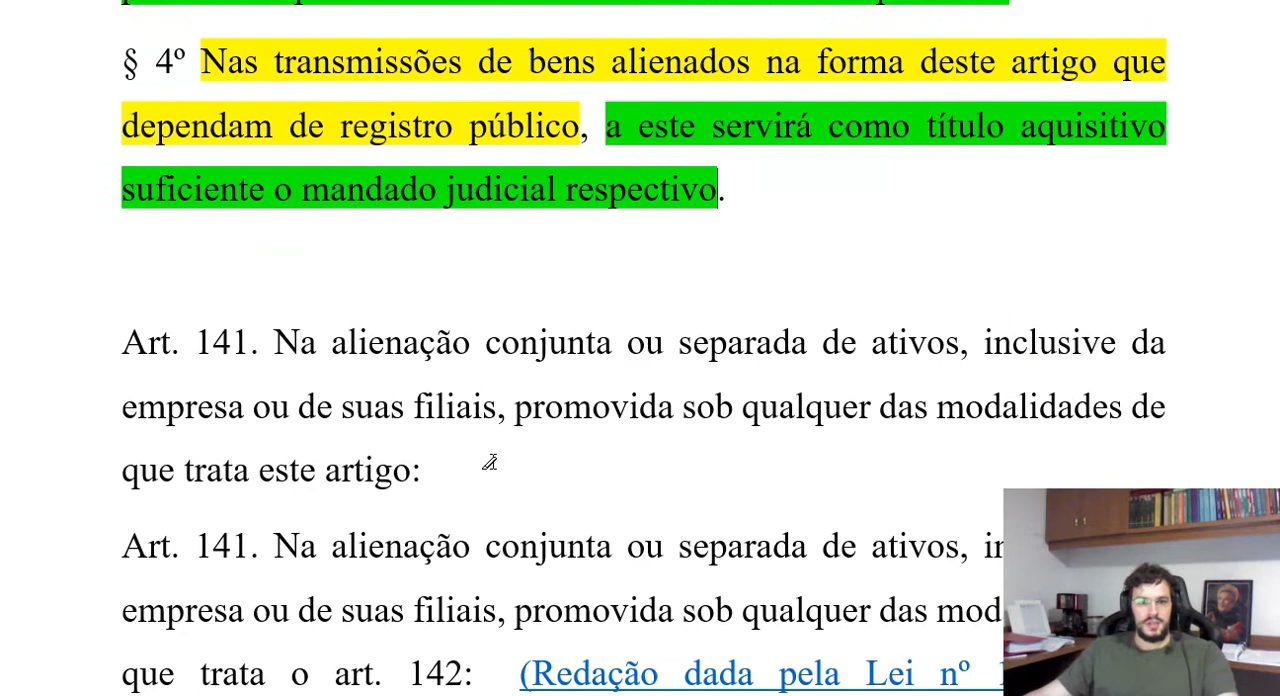 § 4º Nas transmissões de bens alienados na forma deste artigo que
dependam de registro público, a este servirá como título aquisitivo
suficiente o mandado judicial respectivo.
Art. 141. Na alienação conjunta ou separada de ativos, inclusive da
empresa ou de suas filiais, promovida sob qualquer das modalidades de
que trata este artigo:
Art. 141. Na alienação conjunta ou separada de ativos,
empresa ou de suas filiais, promovida sob qualquer das
que trata o art. 142: (Redação dada pela Lei nº